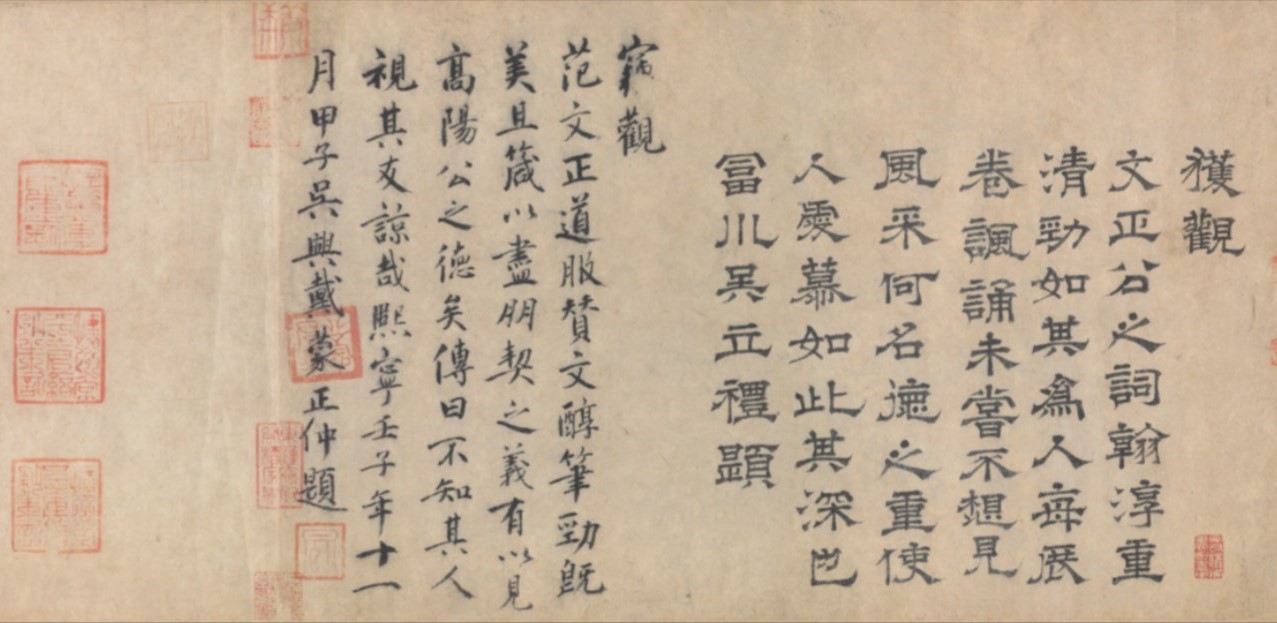 獲觀
文正公之詞翰淳重
清勁如其為人每展
卷諷誦未嘗不想見
風采何名德之重使
人愛慕如此其深也
冨川吴立禮題
竊觀
范文正道服賛文醇筆勁既
美且箴以盡朋契之義有以見
高陽公之德矣傳曰不知其人
視其友諒哉熙寧壬子年十一
月甲子吳興戴蒙正仲題